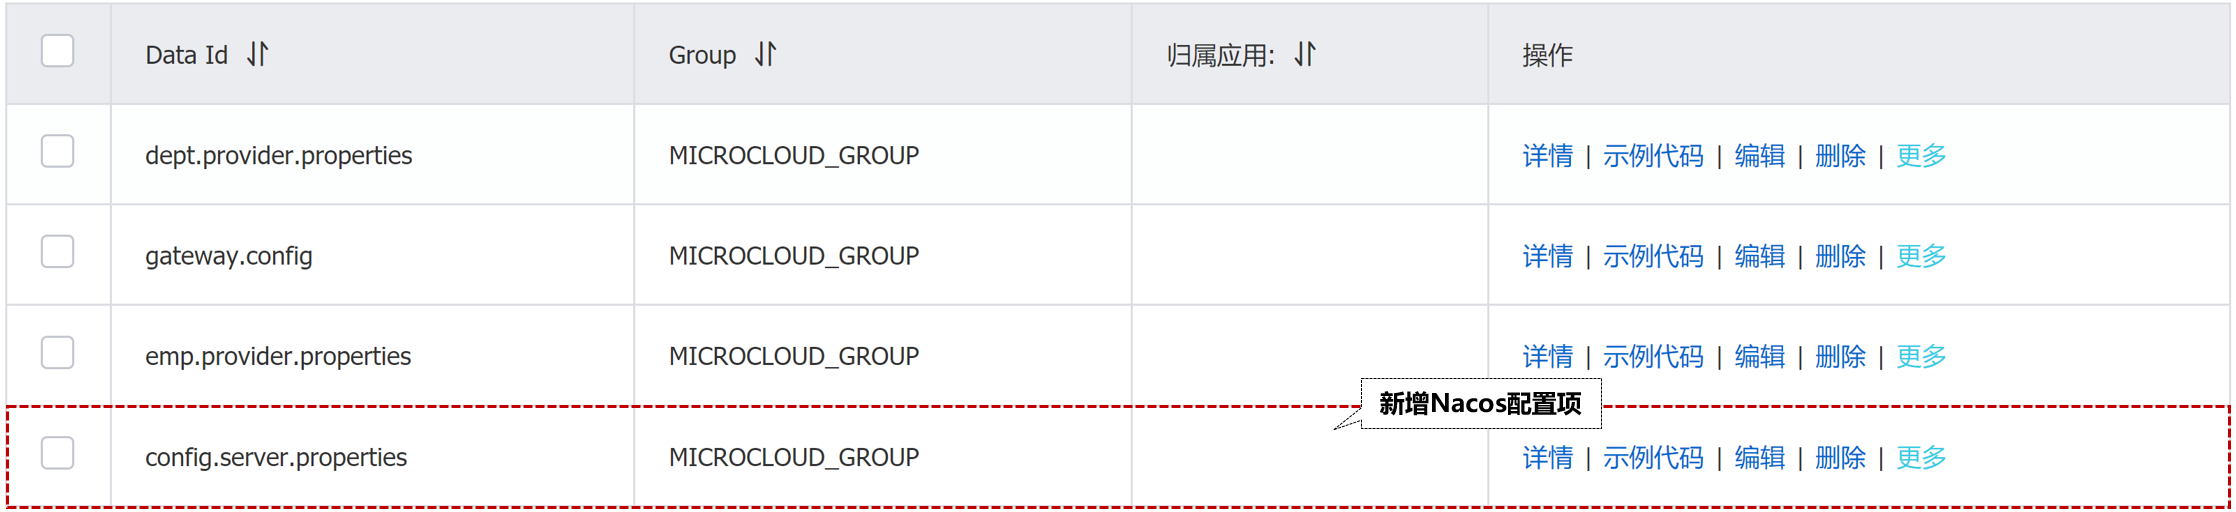 Data Id Group 归属应用: 操作
dept.provider.properties MICROCLOUD_GROUP 详情 | 示例代码 | 编辑 | 删除 | 更多
gateway.config MICROCLOUD_GROUP 详情 | 示例代码 | 编辑 | 删除 | 更多
emp.provider.properties MICROCLOUD_GROUP 详情 | 示例代码 | 编辑 | 删除 | 更多
新增Nacos配置项
config.server.properties MICROCLOUD_GROUP 详情 | 示例代码 | 编辑 | 删除 | 更多